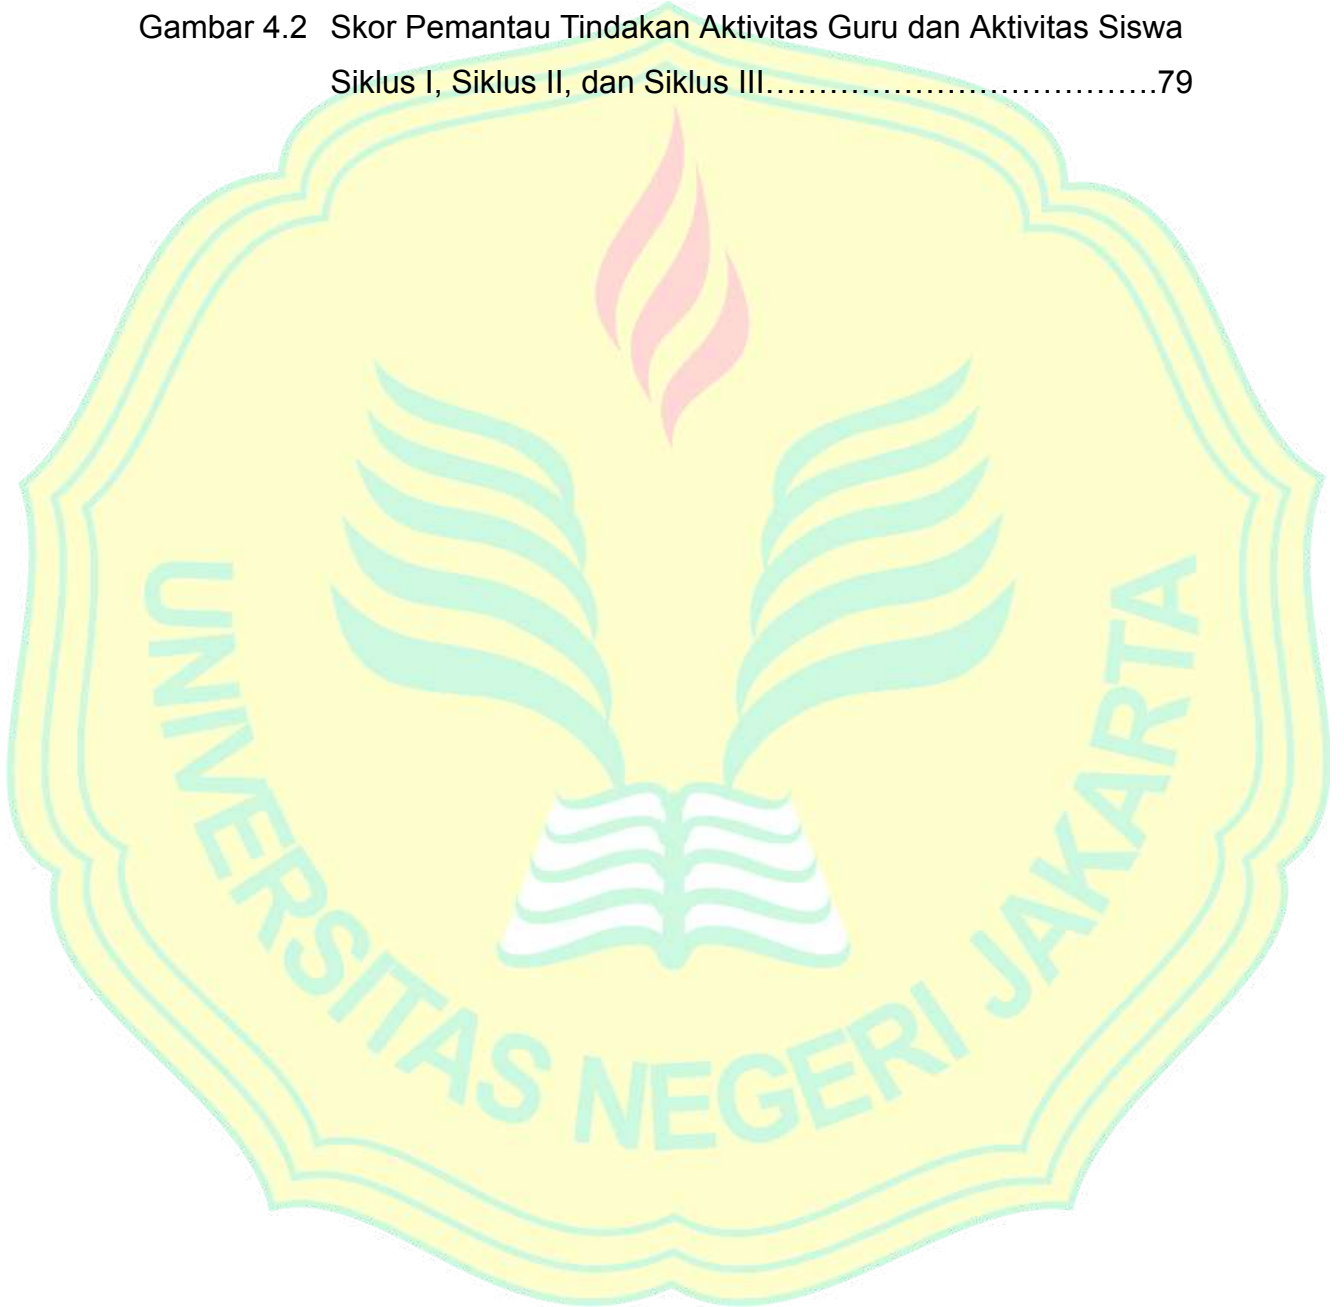 Gambar 4.2 Skor Pemantau Tindakan Aktivitas Guru dan Aktivitas Siswa
Siklus I, Siklus II, dan Siklus III……………………………….79
UNIVERSITAS NEGERI JAKARTA